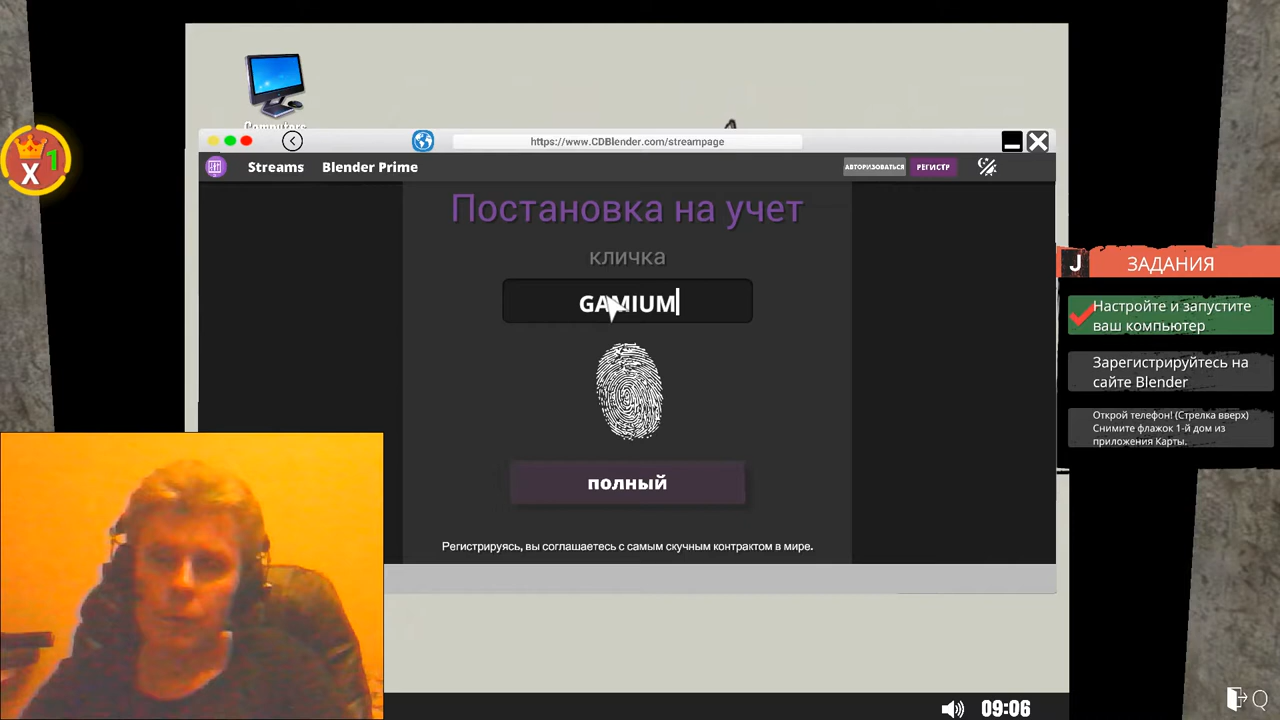 Computers
https://www.CDBlender.com/streampage
Streams
Blender Prime
АВТОРИЗОВАТЬСЯ
РЕГИСТР
Постановка на учет
кличка
GAMIUM
полный
Регистрируясь, вы соглашаетесь с самым скучным контрактом в мире.
X 1
J ЗАДАНИЯ
Настройте и запустите
ваш компьютер
Зарегистрируйтесь на
сайте Blender
Открой телефон! (Стрелка вверх)
Снимите флажок 1-й дом из
приложения Карты.
09:06
Q